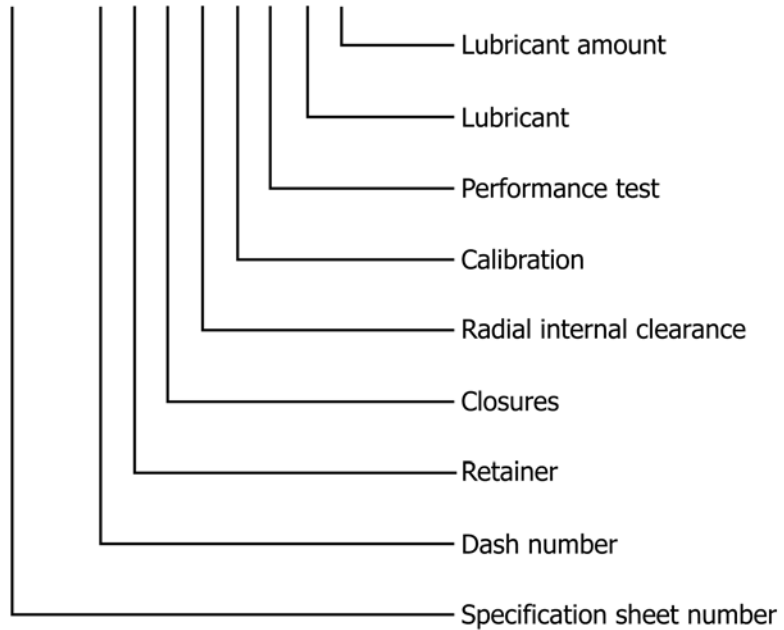 Lubricant amount
Lubricant
Performance test
Calibration
Radial internal clearance
Closures
Retainer
Dash number
Specification sheet number